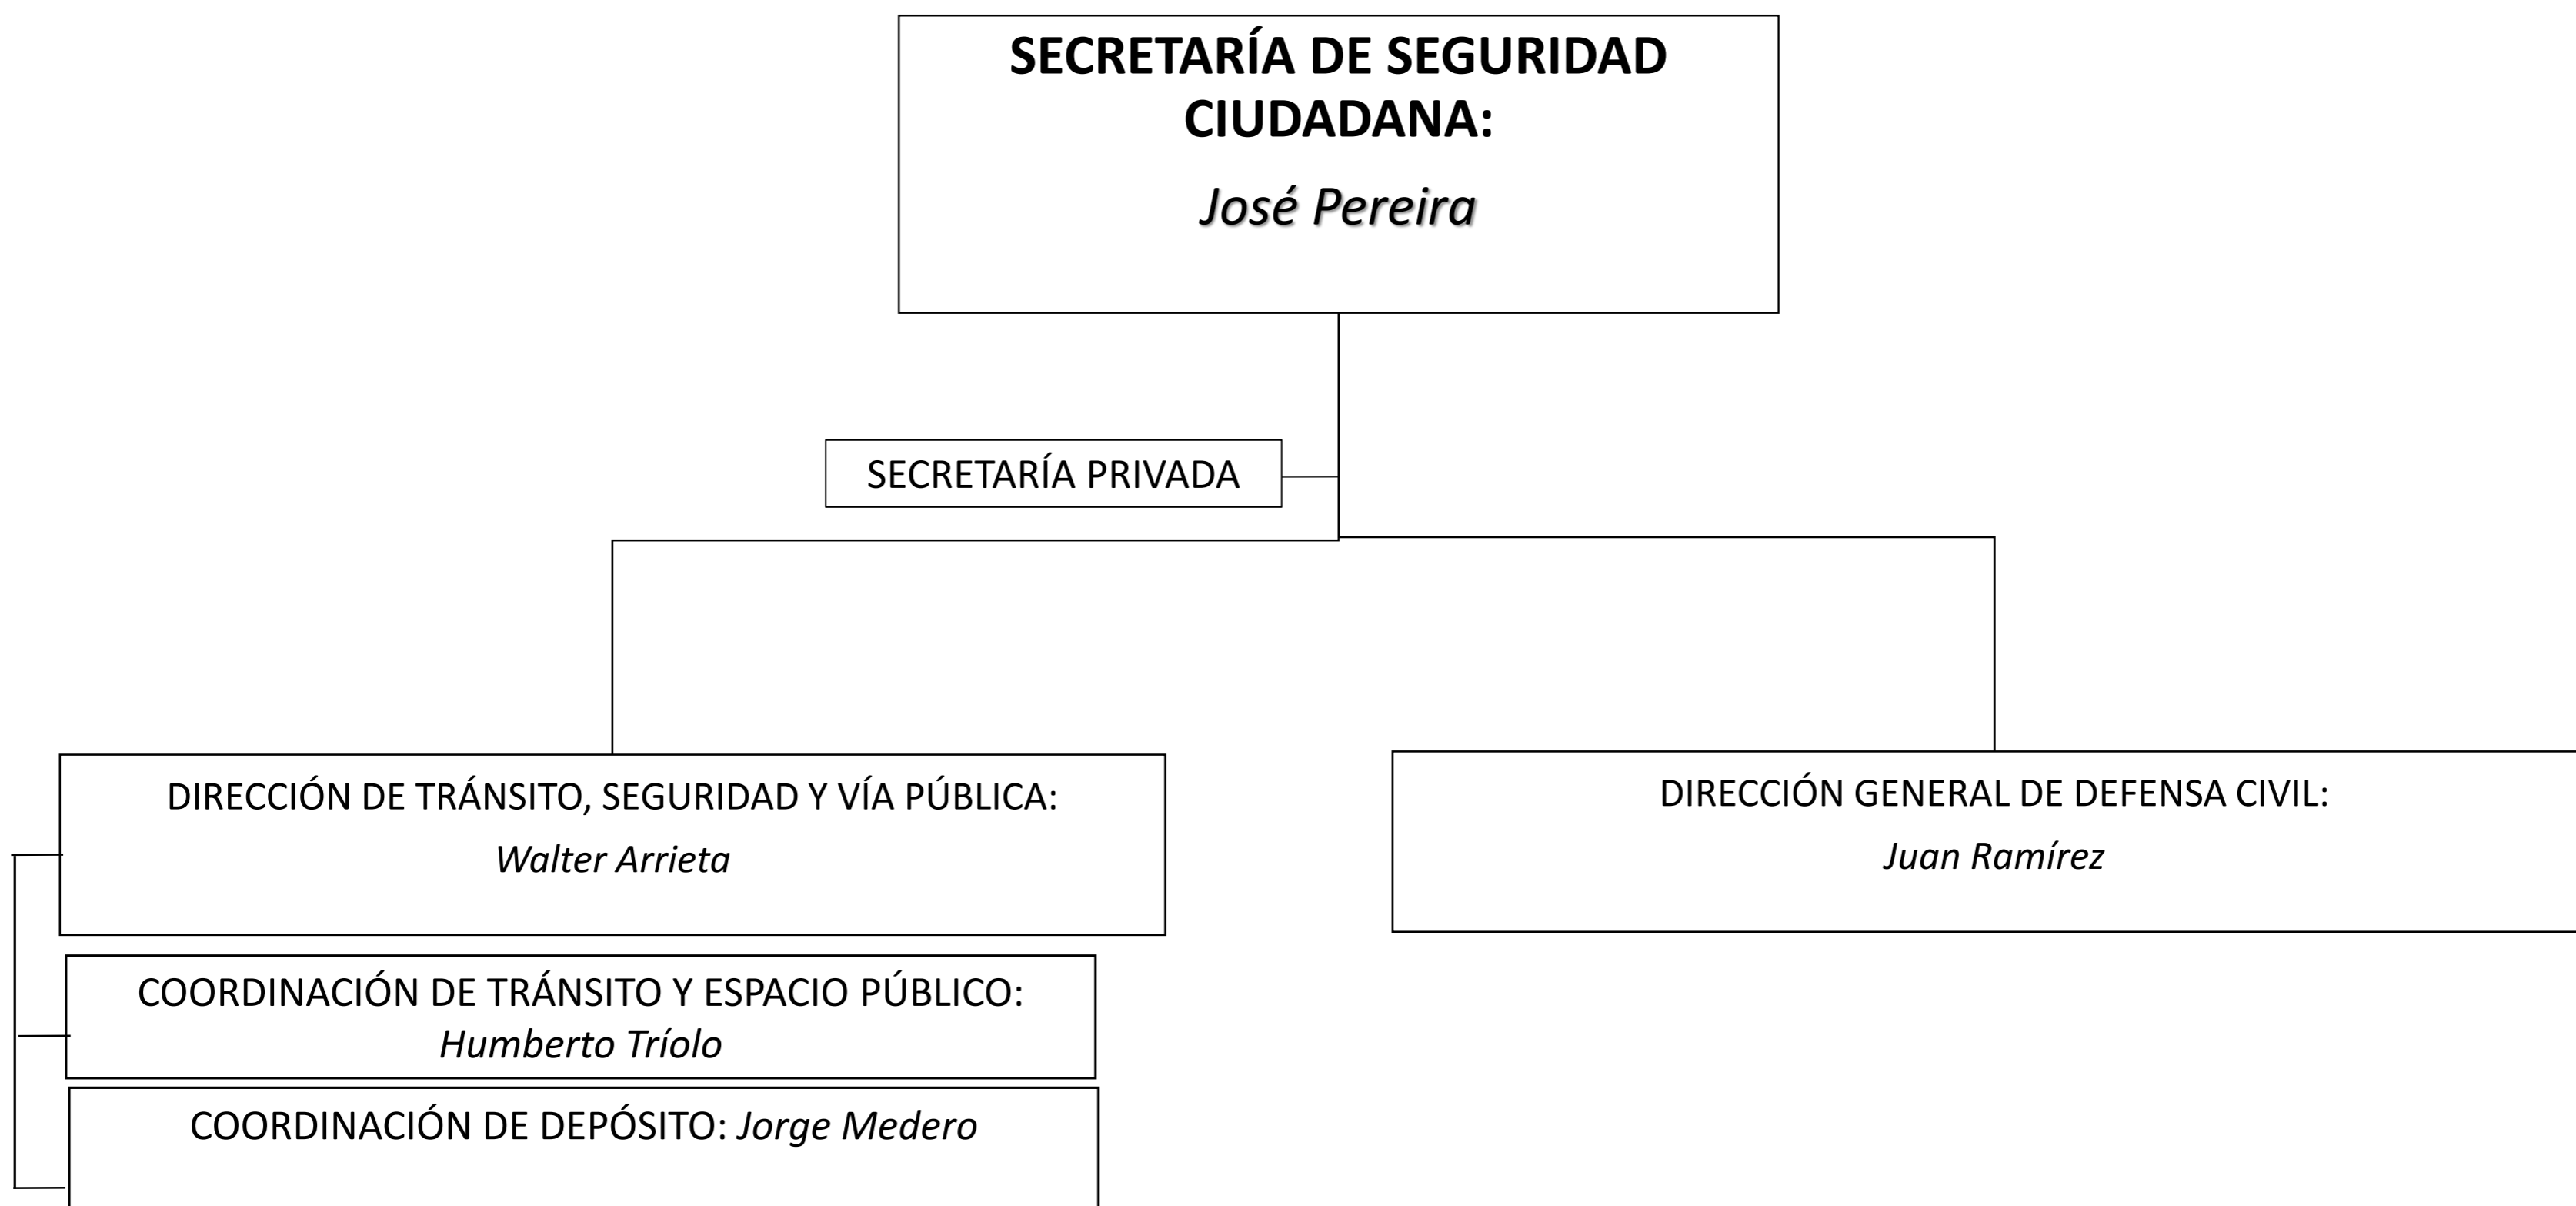 SECRETARÍA DE SEGURIDAD
CIUDADANA:
José Pereira
SECRETARÍA PRIVADA
DIRECCIÓN DE TRÁNSITO, SEGURIDAD Y VÍA PÚBLICA:
Walter Arrieta
DIRECCIÓN GENERAL DE DEFENSA CIVIL:
Juan Ramírez
COORDINACIÓN DE TRÁNSITO Y ESPACIO PÚBLICO:
Humberto Tríolo
COORDINACIÓN DE DEPÓSITO: Jorge Medero